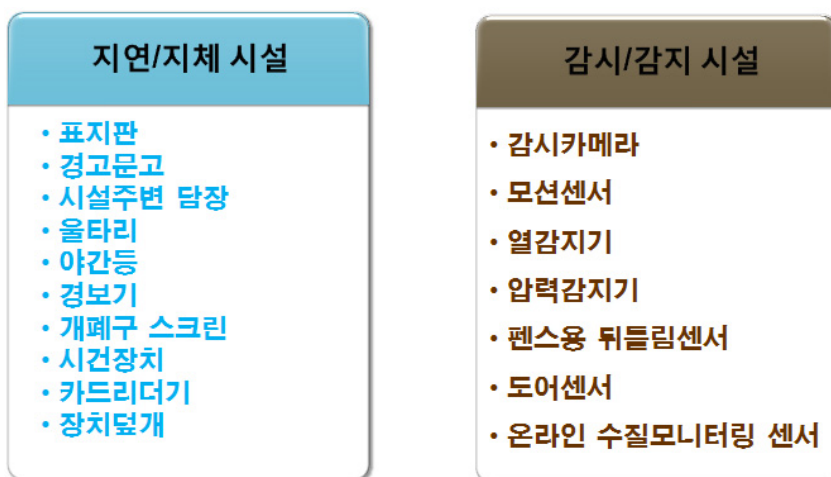 지연/지체 시설
• 표지판
• 경고문고
• 시설주변 담장
• 울타리
• 야간등
• 경보기
• 개폐구 스크린
• 시건장치
• 카드리더기
• 장치덮개
감시/감지 시설
• 감시카메라
• 모션센서
• 열감지기
• 압력감지기
• 펜스용 뒤틀림센서
• 도어센서
• 온라인 수질모니터링 센서